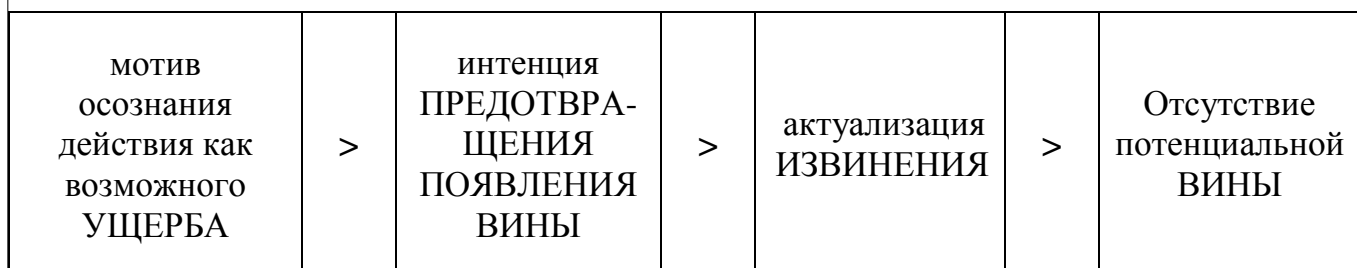 мотив
осознания
действия как
возможного
УЩЕРБА
>
интенция
ПРЕДОТВРА-
ЩЕНИЯ
ПОЯВЛЕНИЯ
ВИНЫ
>
актуализация
ИЗВИНЕНИЯ
>
Отсутствие
потенциальной
ВИНЫ